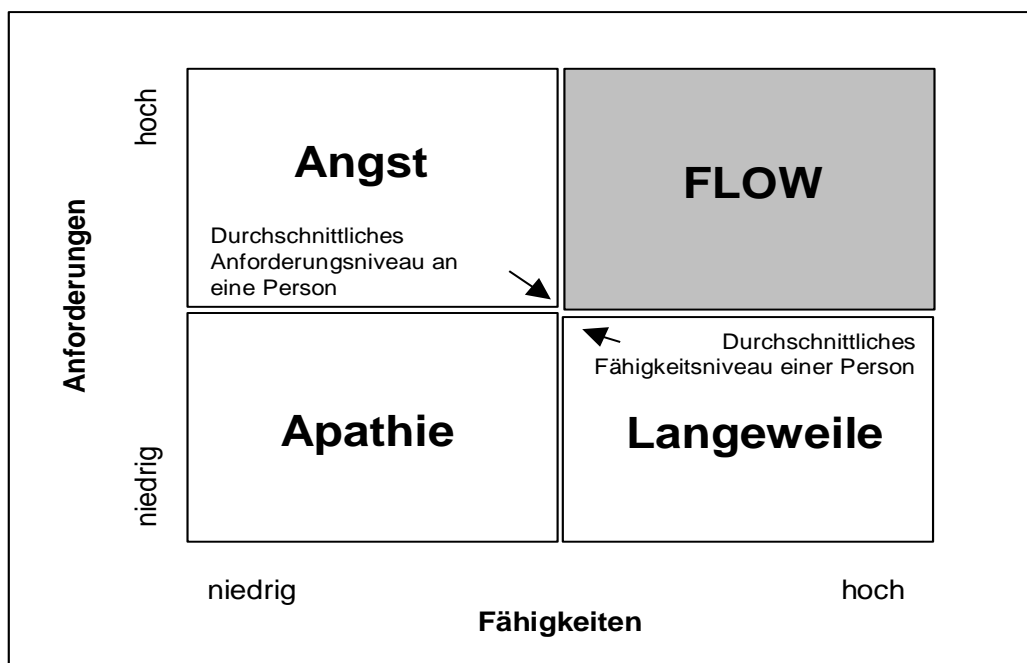 hoch
Angst
FLOW
Durchschnittliches
Anforderungsniveau an
eine Person
Anforderungen
Durchschnittliches
Fähigkeitsniveau einer Person
Apathie
Langeweile
niedrig
niedrig
hoch
Fähigkeiten